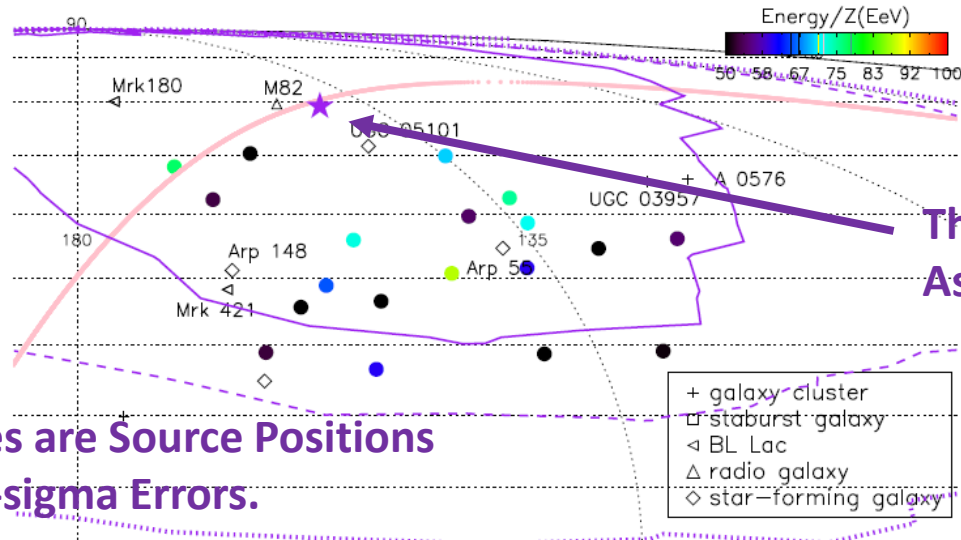 90
Energy/Z(EeV)
50 58 67 75 83 92 100
Mrk180
M82
UGC 05101
A 0576
UGC 03957
180
135
Arp 148
Arp 55
Mrk 421
+ galaxy cluster
staburst galaxy
BL Lac
radio galaxy
star-forming galaxy
are Source Positions
-sigma Errors.